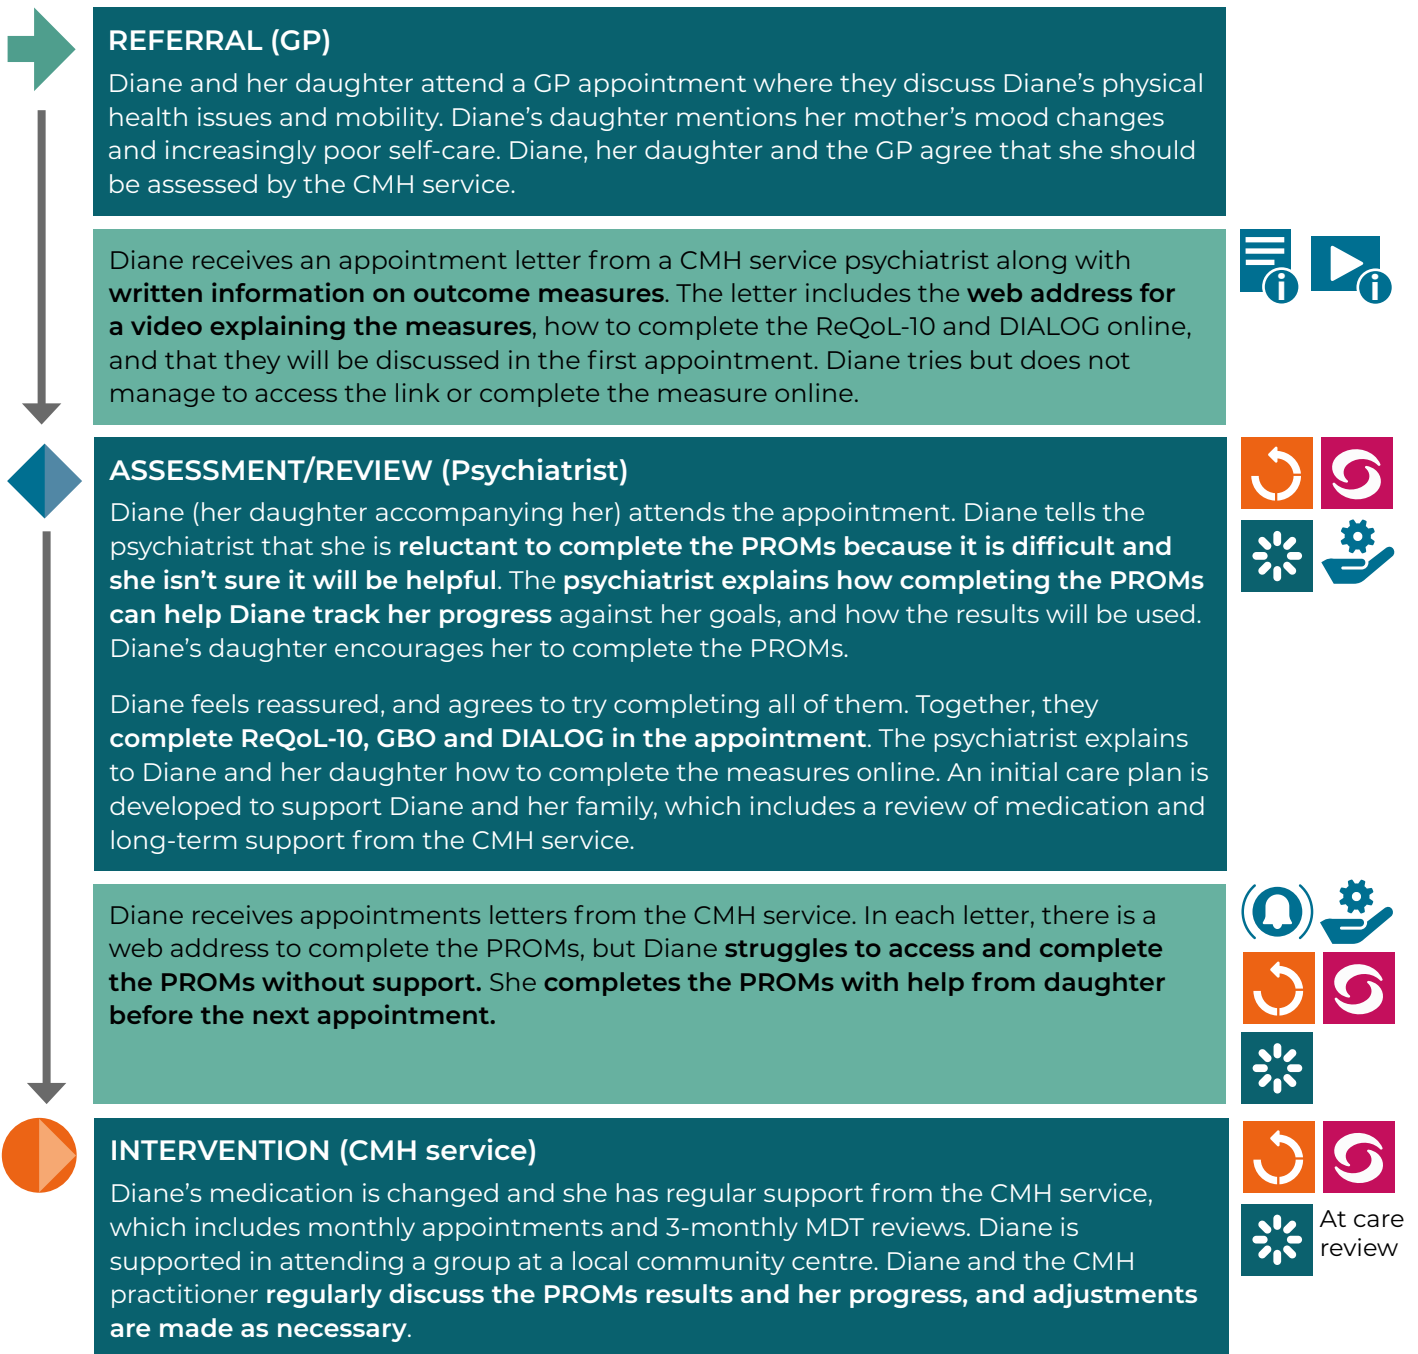 REFERRAL (GP)
Diane and her daughter attend a GP appointment where they discuss Diane’s physical
health issues and mobility. Diane’s daughter mentions her mother’s mood changes
and increasingly poor self-care. Diane, her daughter and the GP agree that she should
be assessed by the CMH service.
Diane receives an appointment letter from a CMH service psychiatrist along with
written information on outcome measures. The letter includes the web address for
a video explaining the measures, how to complete the ReQoL-10 and DIALOG online,
and that they will be discussed in the first appointment. Diane tries but does not
manage to access the link or complete the measure online.
ASSESSMENT/REVIEW (Psychiatrist)
Diane (her daughter accompanying her) attends the appointment. Diane tells the
psychiatrist that she is reluctant to complete the PROMs because it is difficult and
she isn’t sure it will be helpful. The psychiatrist explains how completing the PROMs
can help Diane track her progress against her goals, and how the results will be used.
Diane’s daughter encourages her to complete the PROMs.
Diane feels reassured, and agrees to try completing all of them. Together, they
complete ReQoL-10, GBO and DIALOG in the appointment. The psychiatrist explains
to Diane and her daughter how to complete the measures online. An initial care plan is
developed to support Diane and her family, which includes a review of medication and
long-term support from the CMH service.
Diane receives appointments letters from the CMH service. In each letter, there is a
web address to complete the PROMs, but Diane struggles to access and complete
the PROMs without support. She completes the PROMs with help from daughter
before the next appointment.
INTERVENTION (CMH service)
Diane’s medication is changed and she has regular support from the CMH service,
which includes monthly appointments and 3-monthly MDT reviews. Diane is
supported in attending a group at a local community centre. Diane and the CMH
practitioner regularly discuss the PROMs results and her progress, and adjustments
are made as necessary.
At care
review